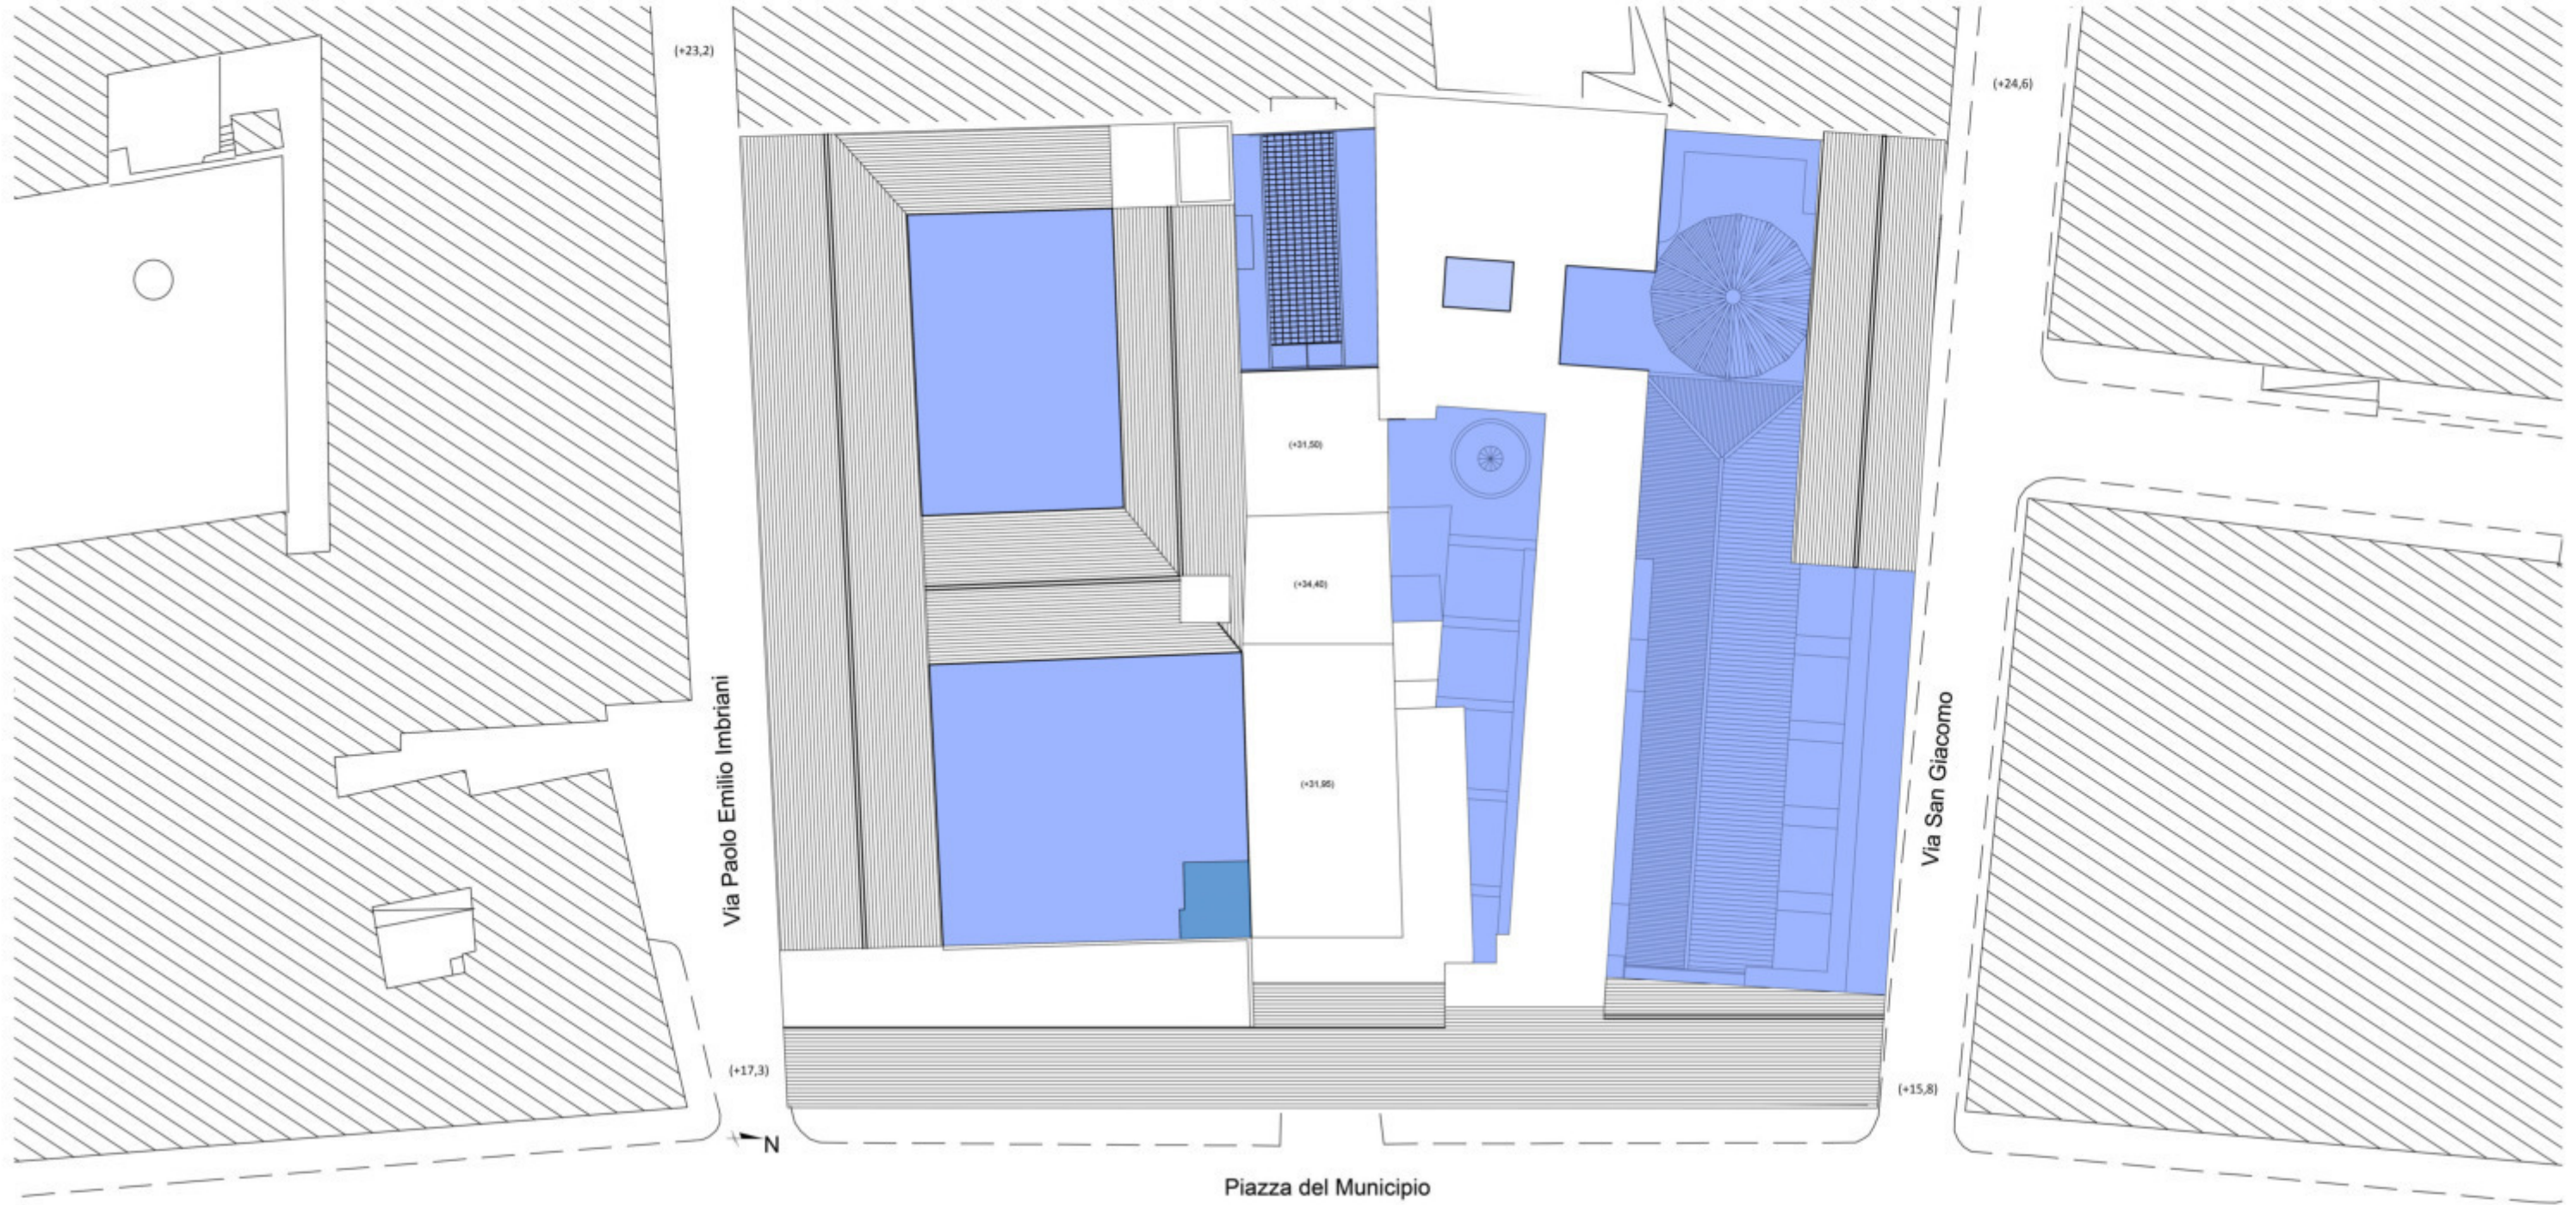 (+23,2)
(+24,6)
(+31,50)
(+34,40)
Via Paolo Emilio Imbriani
Via San Giacomo
(+31,95)
(+17,3)
(+15,8)
N
Piazza del Municipio